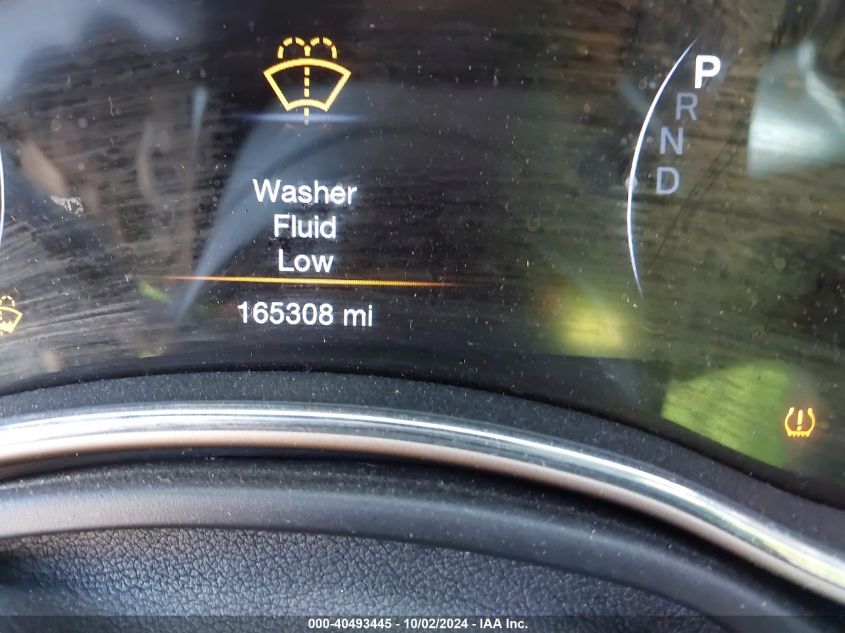 P
R
N
D
Washer
Fluid
Low
165308 mi
000-40493445 - 10/02/2024 - IAA Inc.